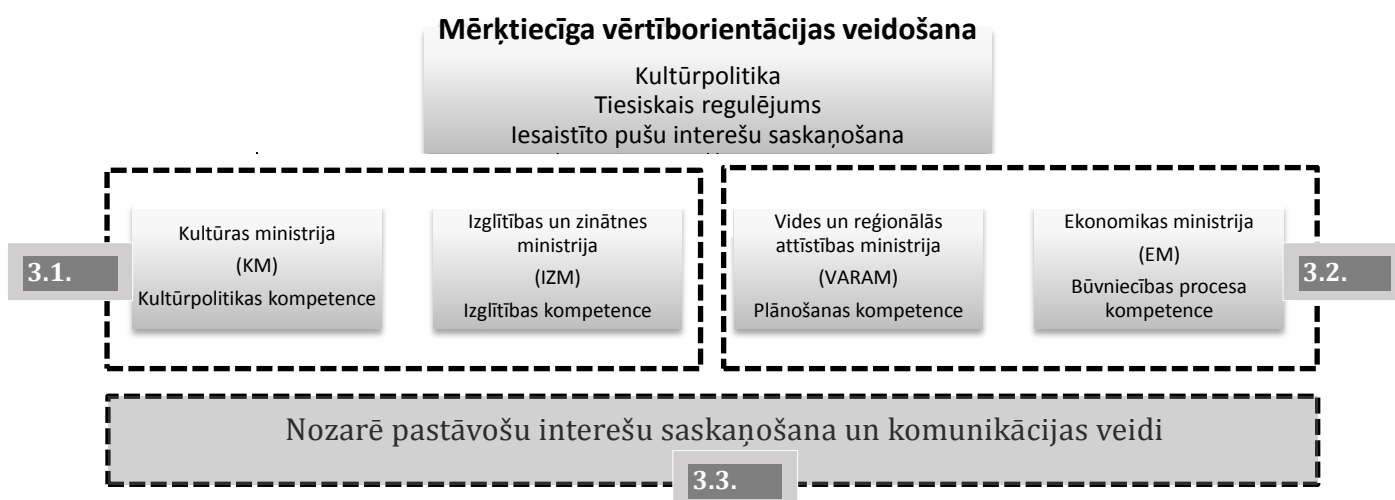 Mērķtiecīga vērtīborientācijas veidošana
Kultūrpolitika
Tiesiskais regulējums
Iesaistīto pušu interešu saskaņošana
3.1.
Kultūras ministrija
(KM)
Kultūrpolitikas kompetence
Izglītības un zinātnes
ministrija
(IZM)
Izglītības kompetence
Vides un reģionālās
attīstības ministrija
(VARAM)
Plānošanas kompetence
Ekonomikas ministrija
(EM)
Būvniecības procesa
kompetence
3.2.
Nozarē pastāvošu interešu saskaņošana un komunikācijas veidi
3.3.